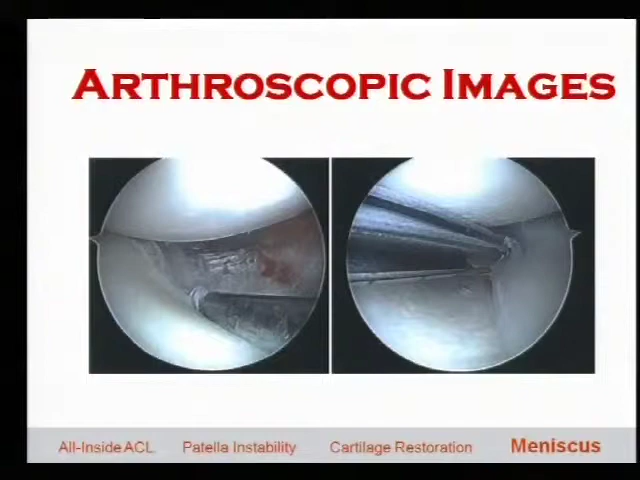 ARTHROSCOPIC IMAGES
All-Inside ACL Patella Instability Cartilage Restoration Meniscus